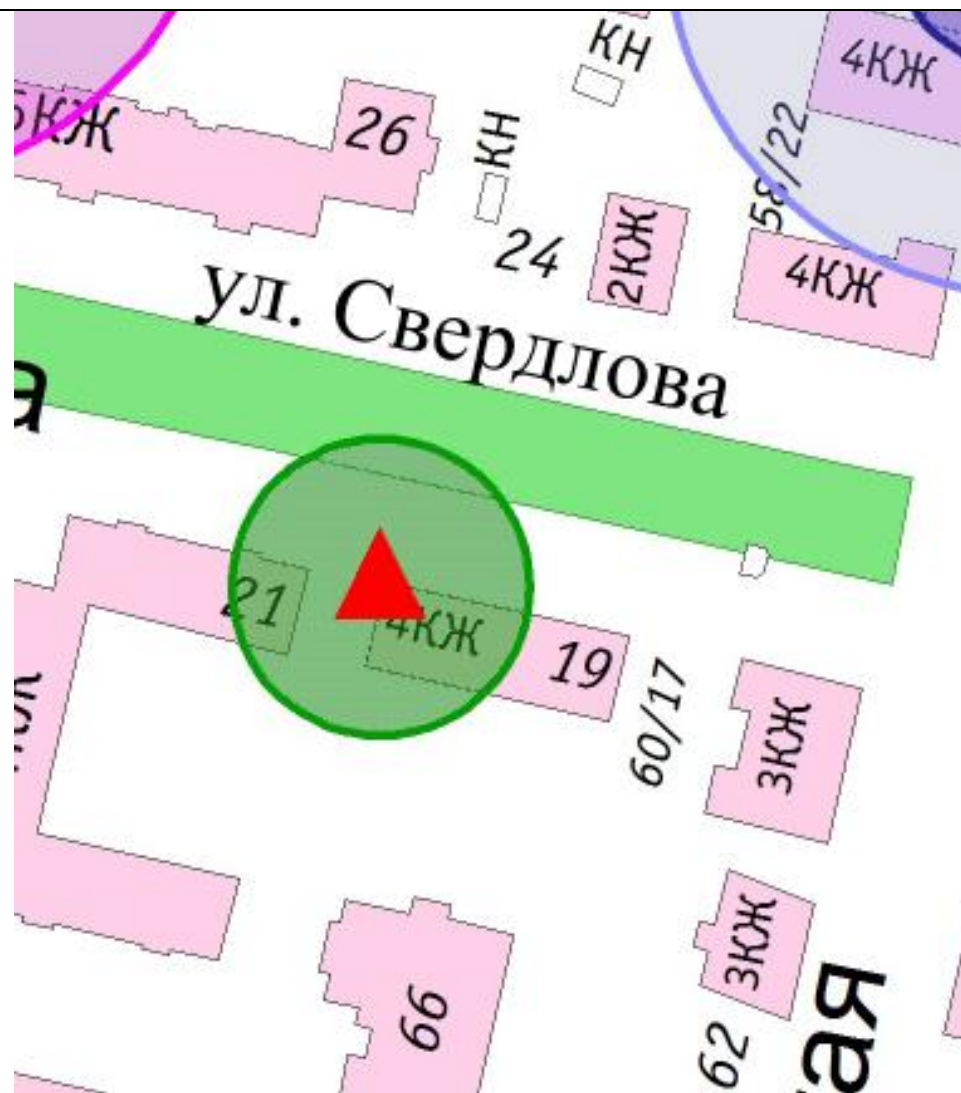 КН
4КЖ
5КЖ
26
КН
58/22
24
2КЖ
4КЖ
ул. Свердлова
а
21
4КЖ
19
60/17
3КЖ
3КЖ
66
62
ая